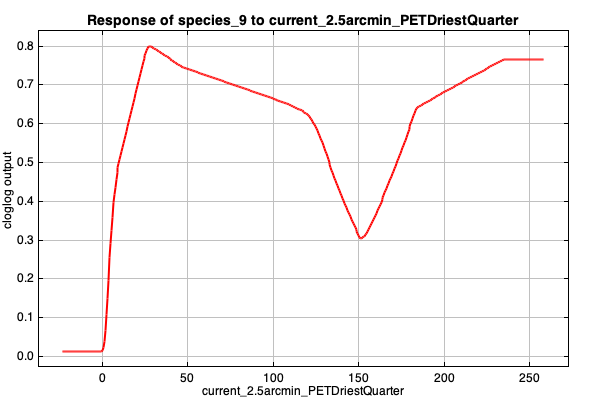 Response of species_9 to current_2.5arcmin_PETDriestQuarter
0.8
0.7
0.6
0.5
0.4
0.3
0.2
0.1
0.0
cloglog output
0 50 100 150 200 250
current_2.5arcmin_PETDriestQuarter